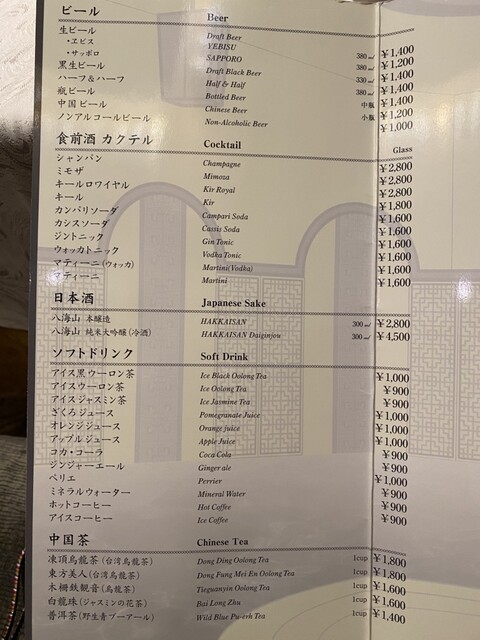 ビール Beer
生ビール Draft Beer
・ヱビス YEBISU 380 ml ¥1,400
・サッポロ SAPPORO ¥1,200
黒生ビール Draft Black Beer 330 ml ¥1,400
ハーフ&ハーフ Half & Half 380 ml ¥1,400
瓶ビール Bottled Beer 中瓶 ¥1,400
中国ビール Chinese Beer 小瓶 ¥1,200
ノンアルコールビール Non-Alcoholic Beer ¥1,000
食前酒 カクテル Cocktail Glass
シャンパン Champagne ¥2,800
ミモザ Mimoza ¥2,800
キールロワイヤル Kir Royal ¥2,800
キール Kir ¥1,800
カンパリソーダ Campari Soda ¥1,600
カシスソーダ Cassis Soda ¥1,600
ジントニック Gin Tonic ¥1,600
ウォッカトニック Vodka Tonic ¥1,600
マティーニ(ウォッカ) Martini(Vodka) ¥1,600
マティーニ Martini ¥1,600
日本酒 Japanese Sake
八海山 本醸造 HAKKAISAN 300 ml ¥2,800
八海山 純米大吟醸(冷酒) HAKKAISAN Daiginjou 300 ml ¥4,500
ソフトドリンク Soft Drink
アイス黒ウーロン茶 Ice Black Oolong Tea ¥1,000
アイスウーロン茶 Ice Oolong Tea ¥900
アイスジャスミン茶 Ice Jasmine Tea ¥900
ざくろジュース Pomegranate Juice ¥1,000
オレンジジュース Orange juice ¥1,000
アップルジュース Apple Juice ¥1,000
コカ・コーラ Coca Cola ¥900
ジンジャーエール Ginger ale ¥900
ペリエ Perrier ¥1,000
ミネラルウォーター Mineral Water ¥900
ホットコーヒー Hot Coffee ¥900
アイスコーヒー Ice Coffee ¥900
中国茶 Chinese Tea
凍頂烏龍茶(台湾烏龍茶) Dong Ding Oolong Tea 1cup ¥1,800
東方美人(台湾烏龍茶) Dong Fung Mei En Oolong Tea 1cup ¥1,800
木柵鉄観音(烏龍茶) Tieguanyin Oolong Tea 1cup ¥1,600
白龍珠(ジャスミンの花茶) Bai Long Zhu 1cup ¥1,600
普洱茶(野生青プーアール) Wild Blue Pu-erh Tea 1cup ¥1,400